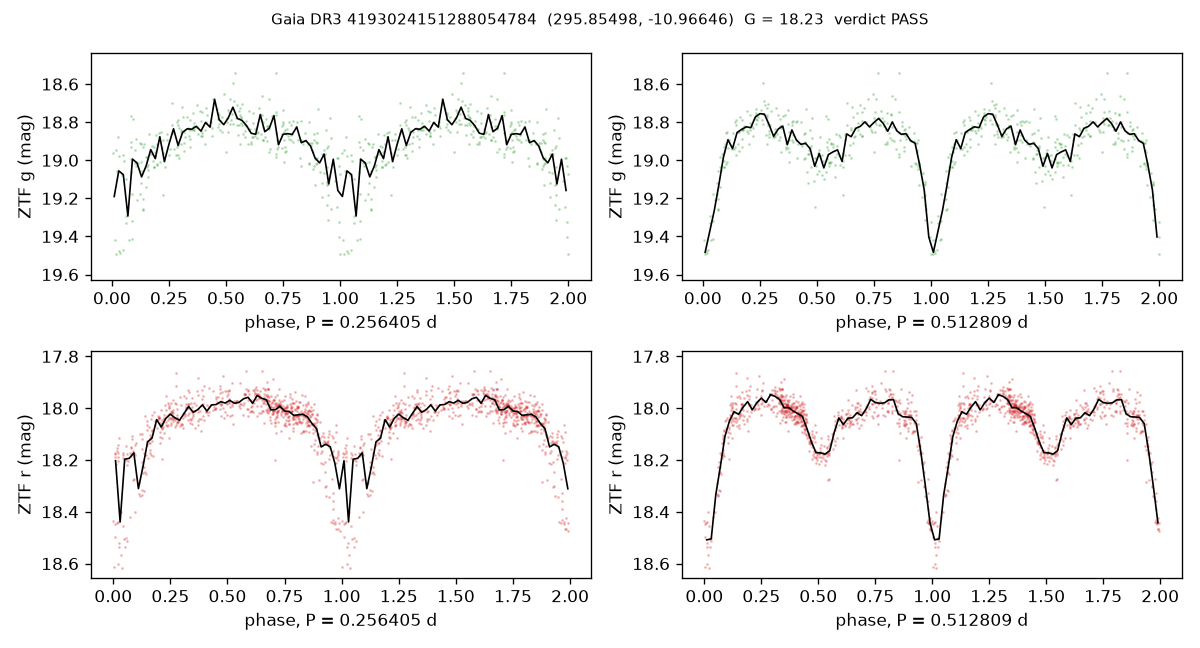 Gaia DR3 4193024151288054784  (295.85498, -10.96646)  G = 18.23  verdict PASS
ZTF g (mag)
18.6
18.8
19.0
19.2
19.4
19.6
0.00 0.25 0.50 0.75 1.00 1.25 1.50 1.75 2.00
phase, P = 0.256405 d
ZTF g (mag)
18.6
18.8
19.0
19.2
19.4
19.6
0.00 0.25 0.50 0.75 1.00 1.25 1.50 1.75 2.00
phase, P = 0.512809 d
ZTF r (mag)
17.8
18.0
18.2
18.4
18.6
0.00 0.25 0.50 0.75 1.00 1.25 1.50 1.75 2.00
phase, P = 0.256405 d
ZTF r (mag)
17.8
18.0
18.2
18.4
18.6
0.00 0.25 0.50 0.75 1.00 1.25 1.50 1.75 2.00
phase, P = 0.512809 d